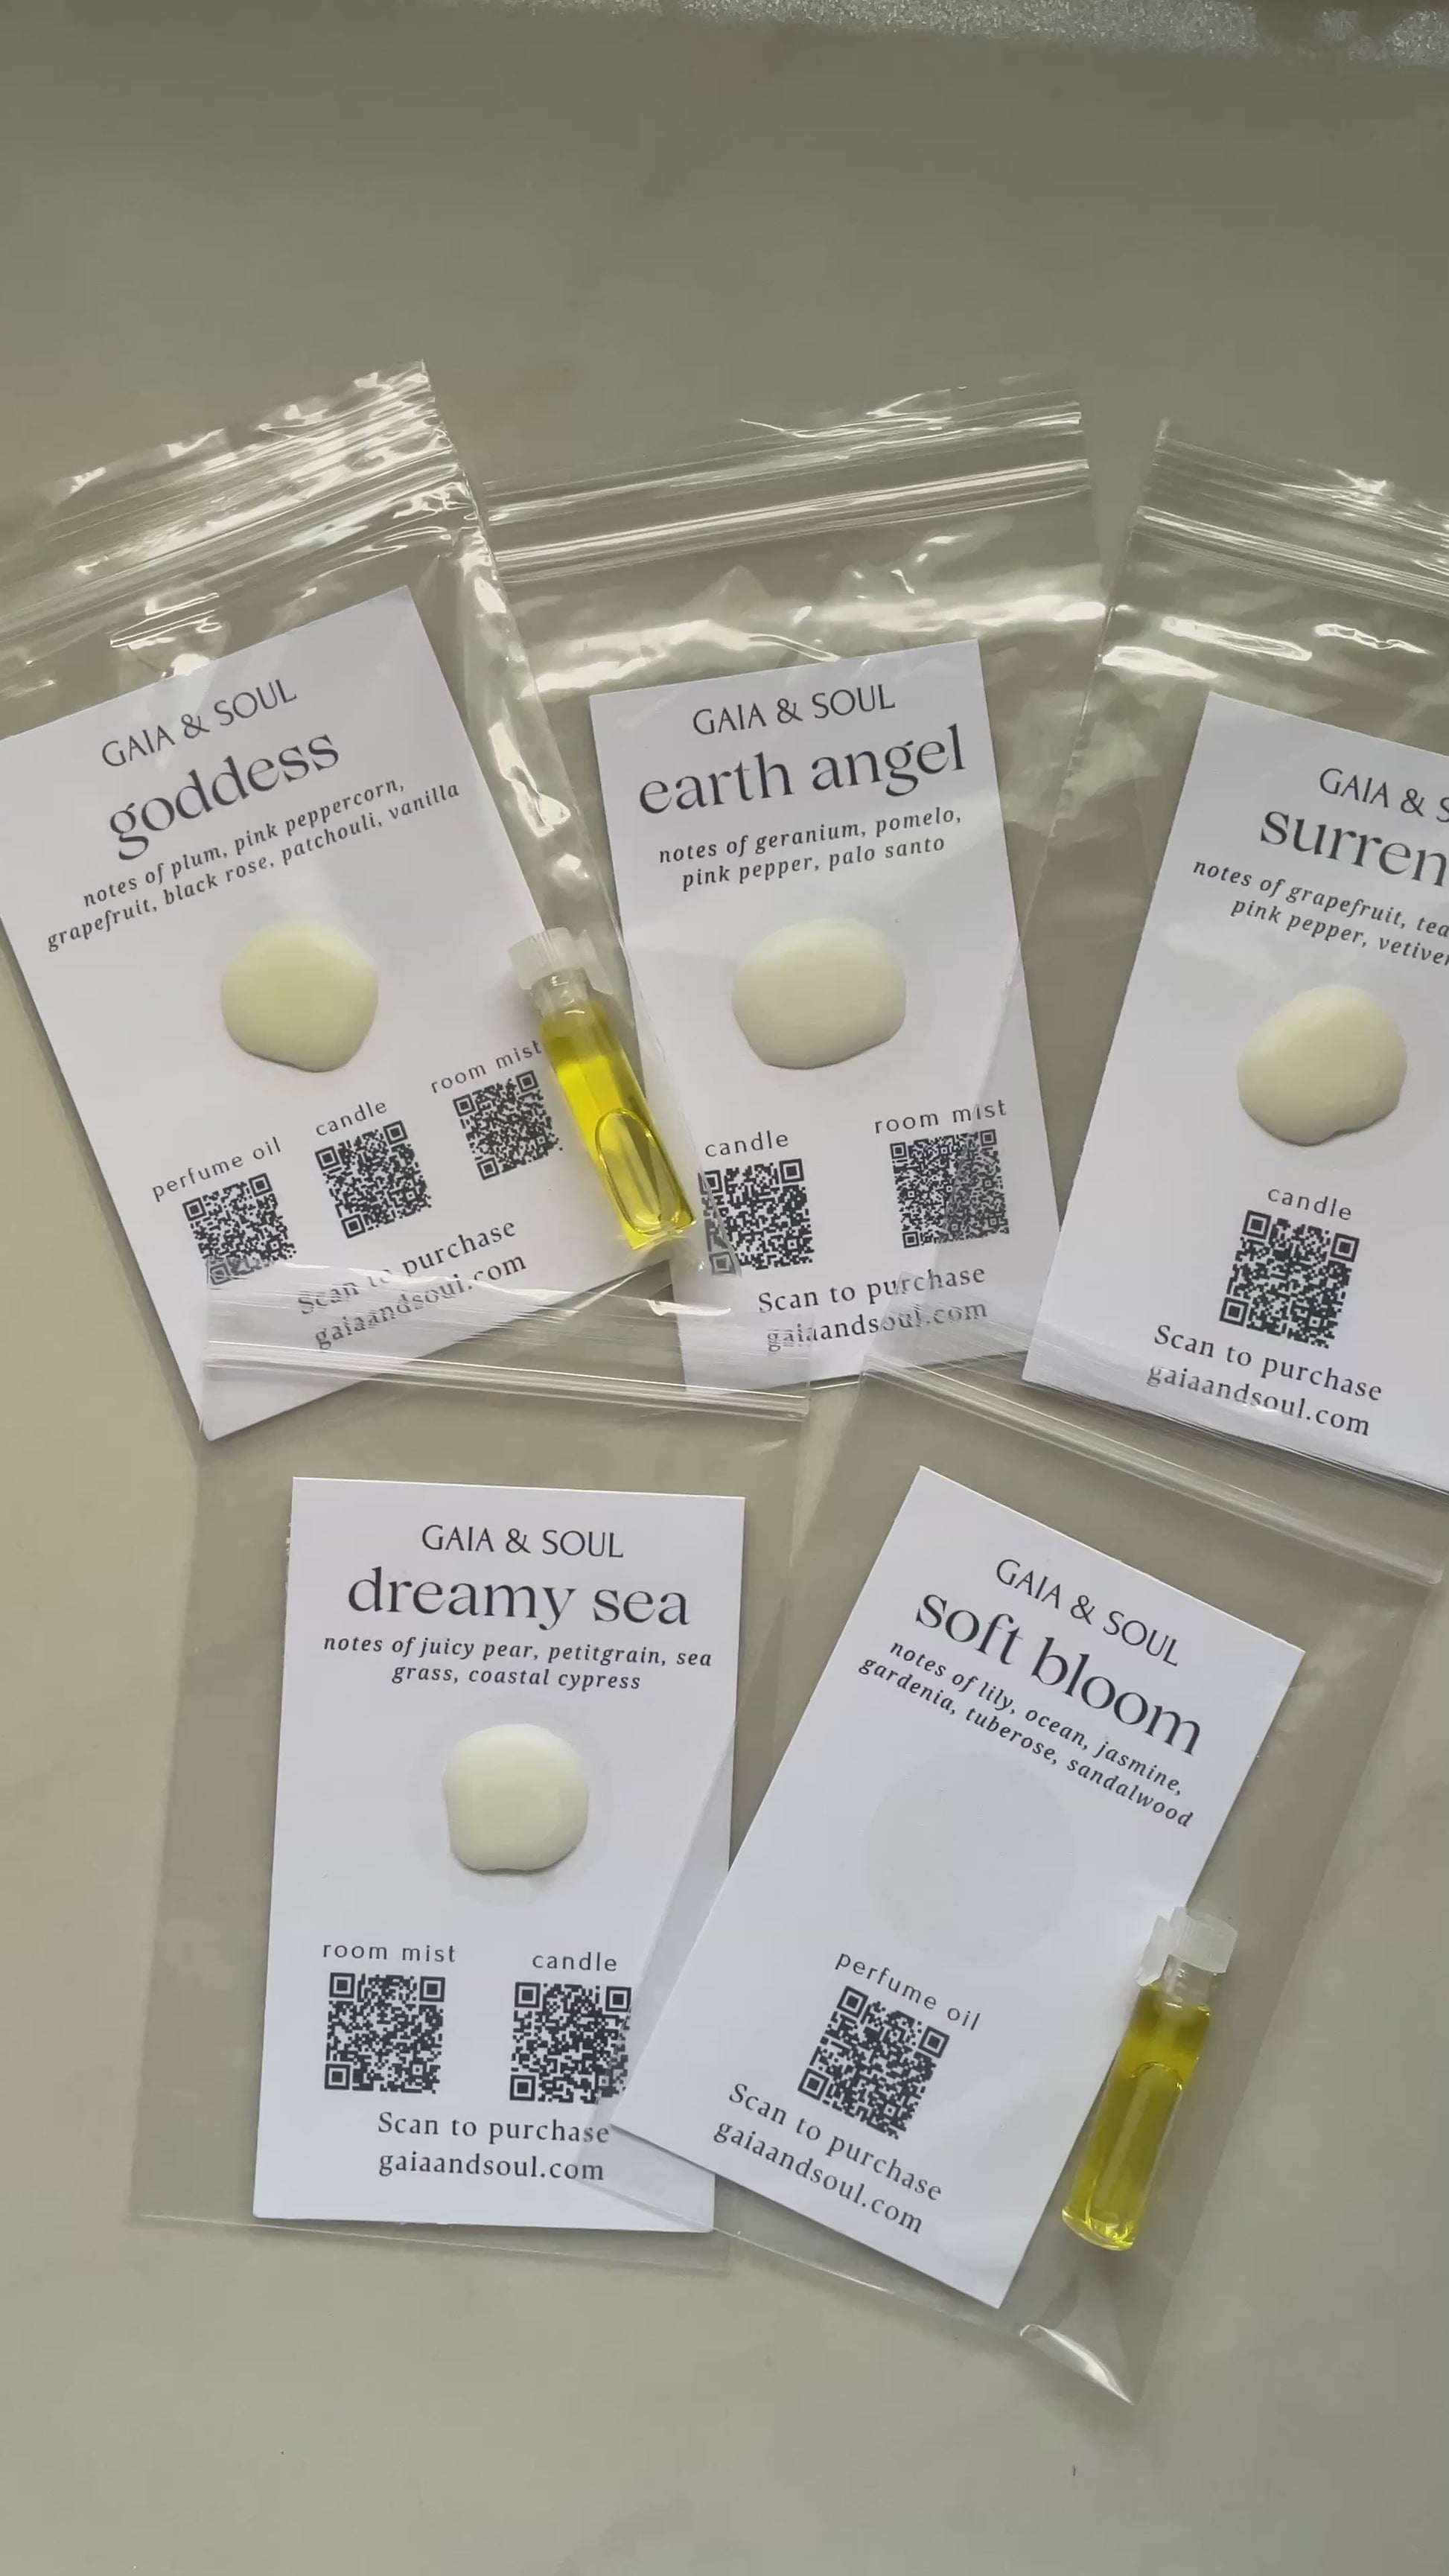 GAIA & SOUL
goddess
notes of plum, pink peppercorn,
grapefruit, black rose, patchouli, vanilla
perfume oil
candle
room mist
Scan to purchase
gaiaandsoul.com
GAIA & SOUL
earth angel
notes of geranium, pomelo,
pink pepper, palo santo
candle
room mist
Scan to purchase
gaiaandsoul.com
GAIA & S
surren
notes of grapefruit, tea
pink pepper, vetiver
candle
Scan to purchase
gaiaandsoul.com
GAIA & SOUL
dreamy sea
notes of juicy pear, petitgrain, sea
grass, coastal cypress
room mist
candle
Scan to purchase
gaiaandsoul.com
GAIA & SOUL
soft bloom
notes of lily, ocean, jasmine,
gardenia, tuberose, sandalwood
perfume oil
Scan to purchase
gaiaandsoul.com